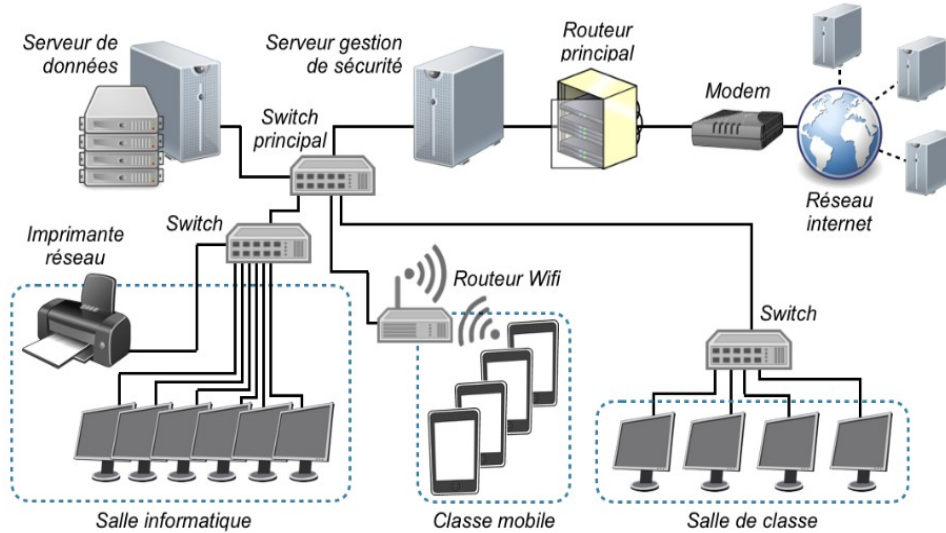 Serveur de
données
Serveur gestion
de sécurité
Routeur
principal
Modem
Switch
principal
Réseau
internet
Switch
Imprimante
réseau
Routeur Wifi
Switch
Salle informatique
Classe mobile
Salle de classe